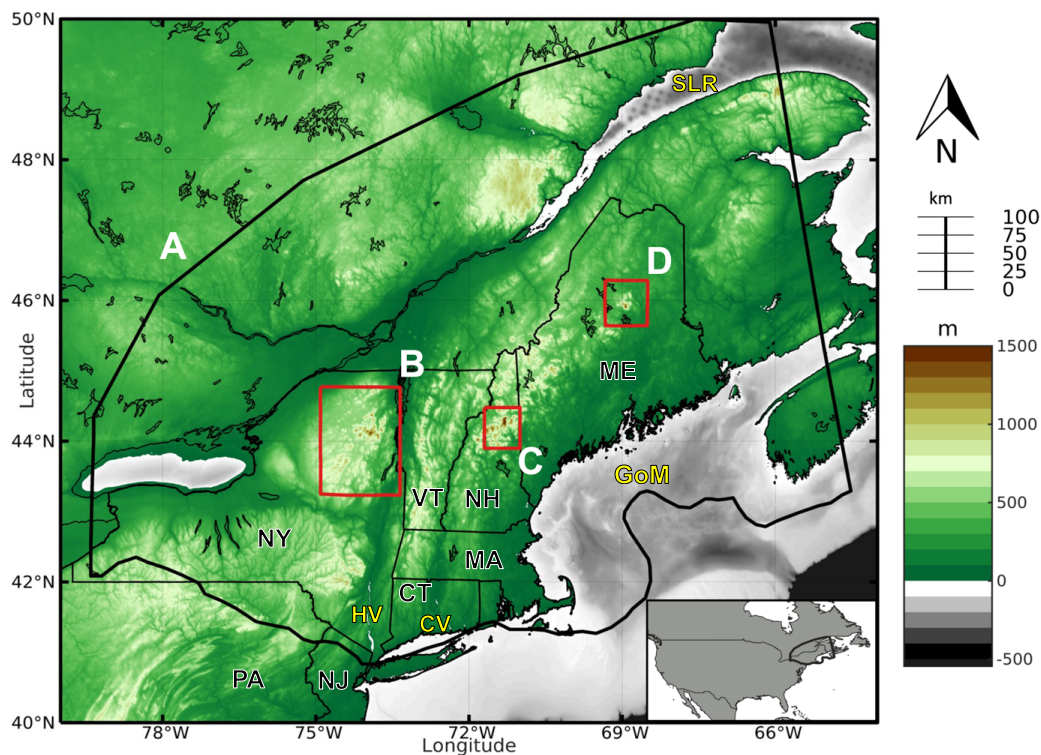 50°N
48°N
46°N
44°N
42°N
40°N
Latitude
78°W
75°W
72°W
69°W
66°W
Longitude
SLR
A
D
B
ME
C
GoM
VT
NH
NY
MA
CT
HV
CV
PA
NJ
N
km
100
75
50
25
0
m
1500
1000
500
0
-500